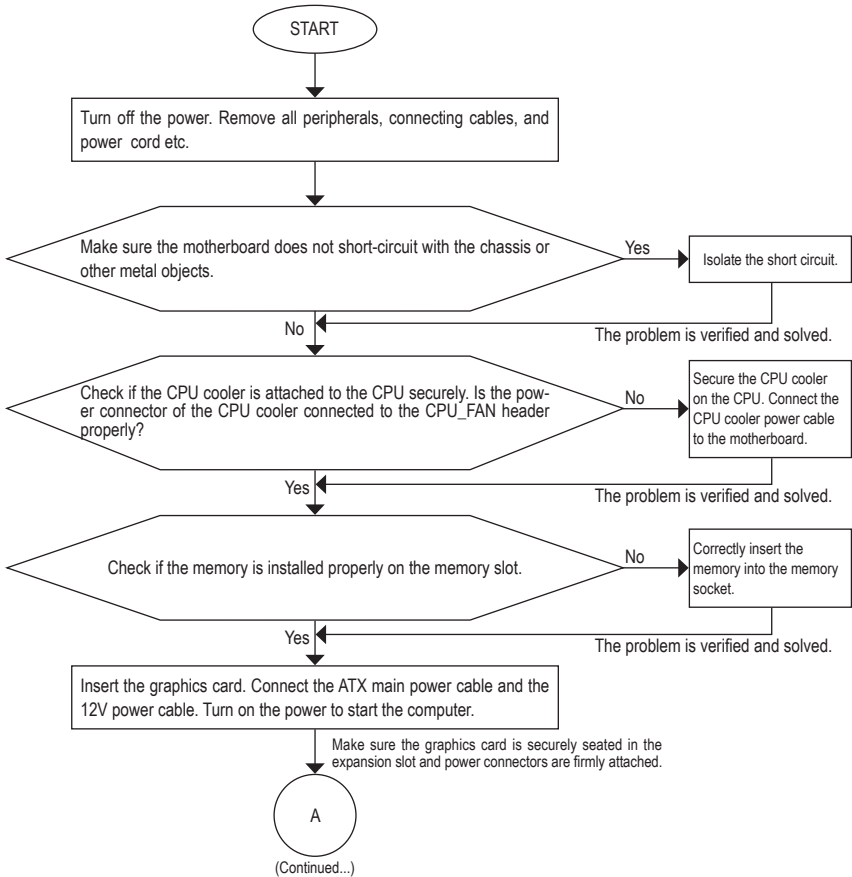 START
Turn off the power. Remove all peripherals, connecting cables, and
power cord etc.
Make sure the motherboard does not short-circuit with the chassis or
other metal objects.
Yes
Isolate the short circuit.
No
The problem is verified and solved.
Check if the CPU cooler is attached to the CPU securely. Is the pow-
er connector of the CPU cooler connected to the CPU_FAN header
properly?
No
Secure the CPU cooler
on the CPU. Connect the
CPU cooler power cable
to the motherboard.
Yes
The problem is verified and solved.
Check if the memory is installed properly on the memory slot.
No
Correctly insert the
memory into the memory
socket.
Yes
The problem is verified and solved.
Insert the graphics card. Connect the ATX main power cable and the
12V power cable. Turn on the power to start the computer.
Make sure the graphics card is securely seated in the
expansion slot and power connectors are firmly attached.
A
(Continued...)